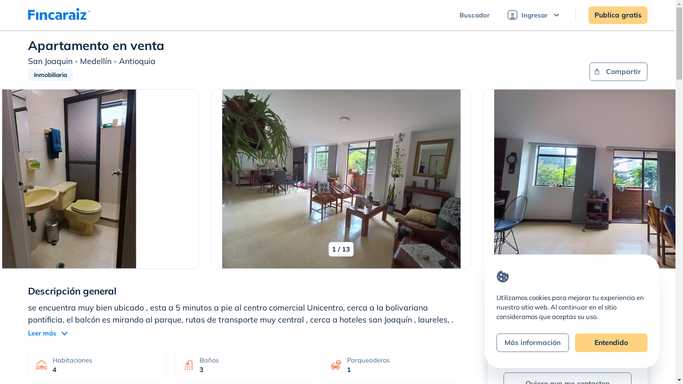 Fincaraiz
Buscador
Ingresar
Publica gratis
Apartamento en venta
San Joaquin - Medellín - Antioquia
Inmobiliaria
Compartir
1 / 13
Descripción general
se encuentra muy bien ubicado , esta a 5 minutos a pie al centro comercial Unicentro, cerca a la bolivariana
pontificia, el balcón es mirando al parque, rutas de transporte muy central , cerca a hoteles san Joaquín , laureles, .
Leer más
Habitaciones
4
Baños
3
Parqueaderos
1
Utilizamos cookies para mejorar tu experiencia en
nuestro sitio web. Al continuar en el sitio
consideramos que aceptas su uso.
Más información
Entendido
Quiero que me contacten